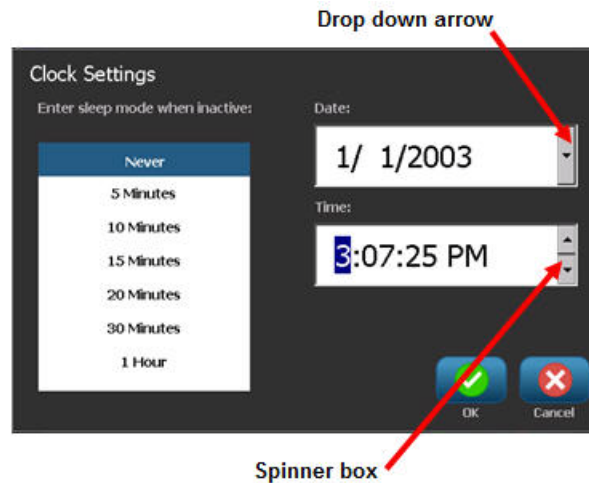 Drop down arrow
Clock Settings
Enter sleep mode when inactive:
Never
5 Minutes
10 Minutes
15 Minutes
20 Minutes
30 Minutes
1 Hour
Date:
1/ 1/2003
Time:
3:07:25 PM
OK
Cancel
Spinner box